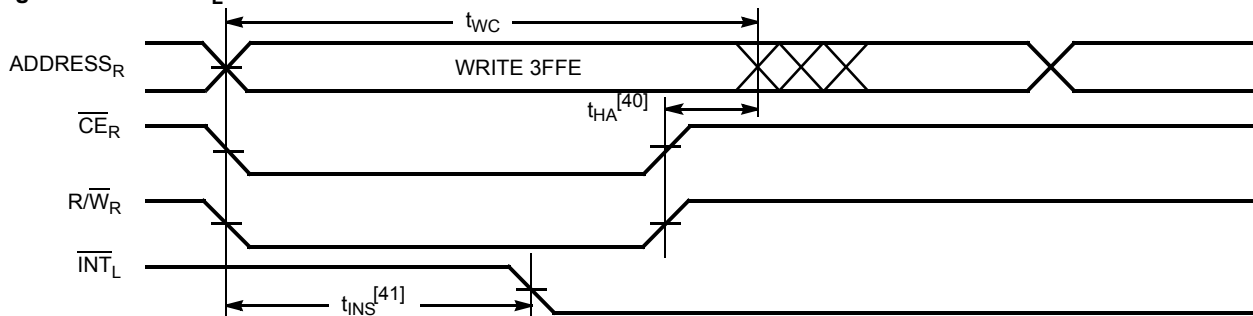 L
tWC
ADDRESSR
WRITE 3FFE
tHA[40]
CER
R/WR
INTL
tINS[41]